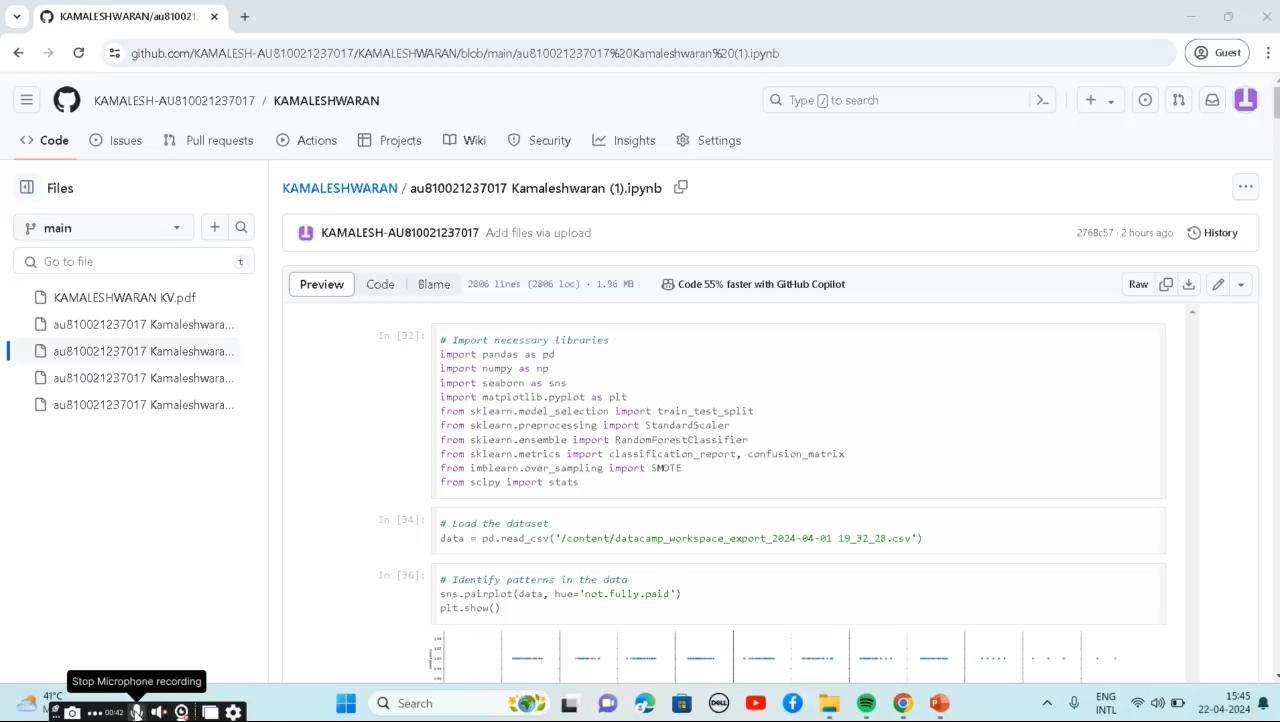 KAMALESHWARAN/au8100212
github.com/KAMALESH-AU810021237017/KAMALESHWARAN/blob/main/au810021237017%20Kamaleshwaran%20(1).ipynb
Guest
KAMALESH-AU810021237017 / KAMALESHWARAN
Type / to search
Code Issues Pull requests Actions Projects Wiki Security Insights Settings
Files
main
Go to file t
KAMALESHWARAN KV.pdf
au810021237017 Kamaleshwara...
au810021237017 Kamaleshwara...
au810021237017 Kamaleshwara...
au810021237017 Kamaleshwara...
KAMALESHWARAN / au810021237017 Kamaleshwaran (1).ipynb
KAMALESH-AU810021237017 Add files via upload
2768c57 · 2 hours ago History
Preview Code Blame 2806 lines (2806 loc) · 1.96 MB Code 55% faster with GitHub Copilot
Raw
In [32]:
# Import necessary libraries
import pandas as pd
import numpy as np
import seaborn as sns
import matplotlib.pyplot as plt
from sklearn.model_selection import train_test_split
from sklearn.preprocessing import StandardScaler
from sklearn.ensemble import RandomForestClassifier
from sklearn.metrics import classification_report, confusion_matrix
from imblearn.over_sampling import SMOTE
from scipy import stats
In [34]:
# Load the dataset
data = pd.read_csv('/content/datacamp_workspace_export_2024-04-01 19_32_28.csv')
In [36]:
# Identify patterns in the data
sns.pairplot(data, hue='not.fully.paid')
plt.show()
Stop Microphone recording
41°C
00:42
Search
DELL
ENG
INTL
15:45
22-04-2024